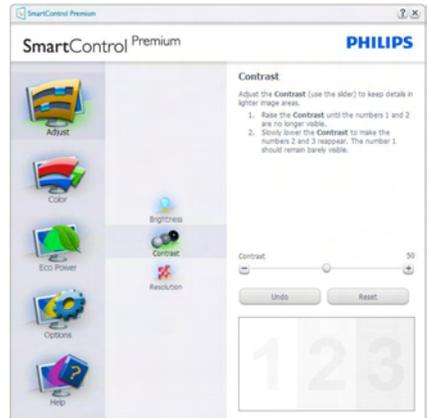 SmartControl Premium
SmartControl Premium
PHILIPS
Contrast
Adjust the Contrast (use the slider) to keep details in
lighter image areas.
1. Raise the Contrast until the numbers 1 and 2
are no longer visible.
2. Slowly lower the Contrast to make the
numbers 2 and 3 reappear. The number 1
should remain barely visible.
Adjust
Color
Brightness
Contrast
Eco Power
Resolution
Contrast 50
Undo Reset
Options
Help
1 2 3